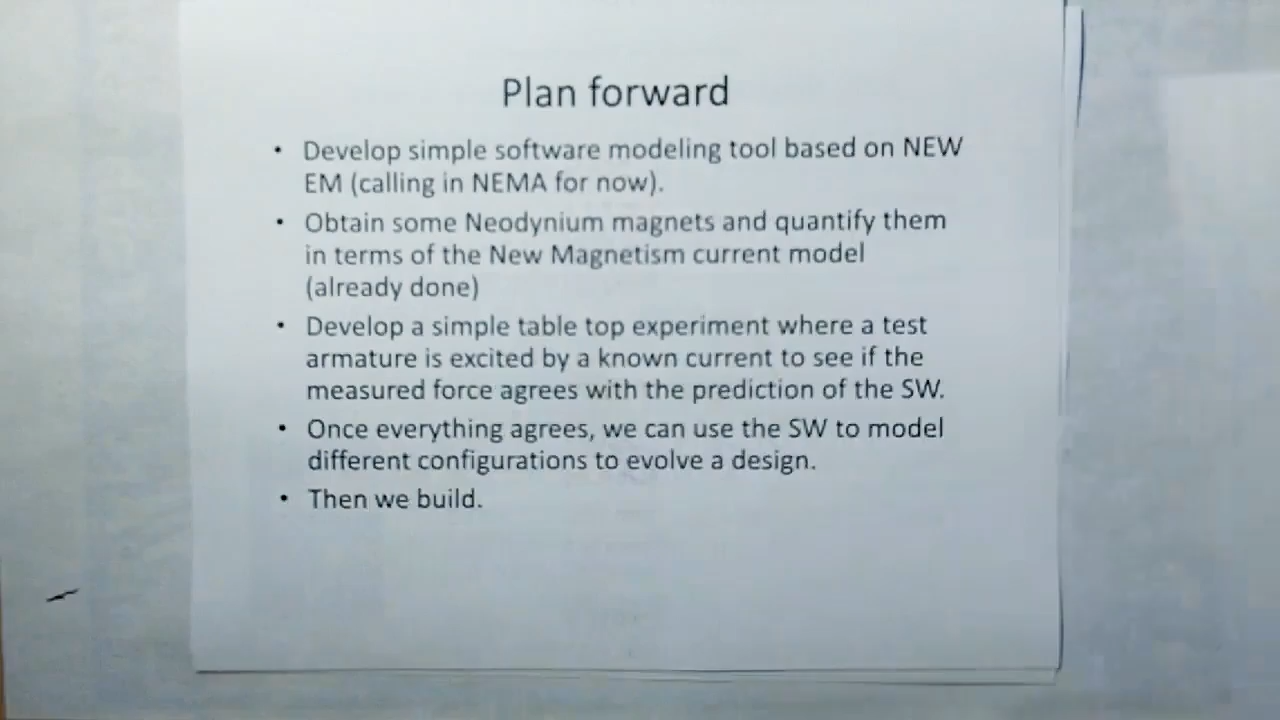 Plan forward
• Develop simple software modeling tool based on NEW
EM (calling in NEMA for now).
• Obtain some Neodynium magnets and quantify them
in terms of the New Magnetism current model
(already done)
• Develop a simple table top experiment where a test
armature is excited by a known current to see if the
measured force agrees with the prediction of the SW.
• Once everything agrees, we can use the SW to model
different configurations to evolve a design.
• Then we build.